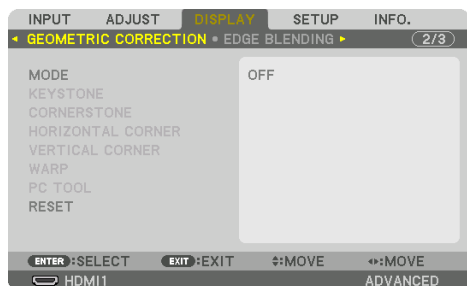 INPUT ADJUST DISPLAY SETUP INFO.
GEOMETRIC CORRECTION • EDGE BLENDING 2/3
MODE OFF
KEYSTONE
CORNERSTONE
HORIZONTAL CORNER
VERTICAL CORNER
WARP
PC TOOL
RESET
ENTER :SELECT EXIT :EXIT :MOVE :MOVE
HDMI1 ADVANCED